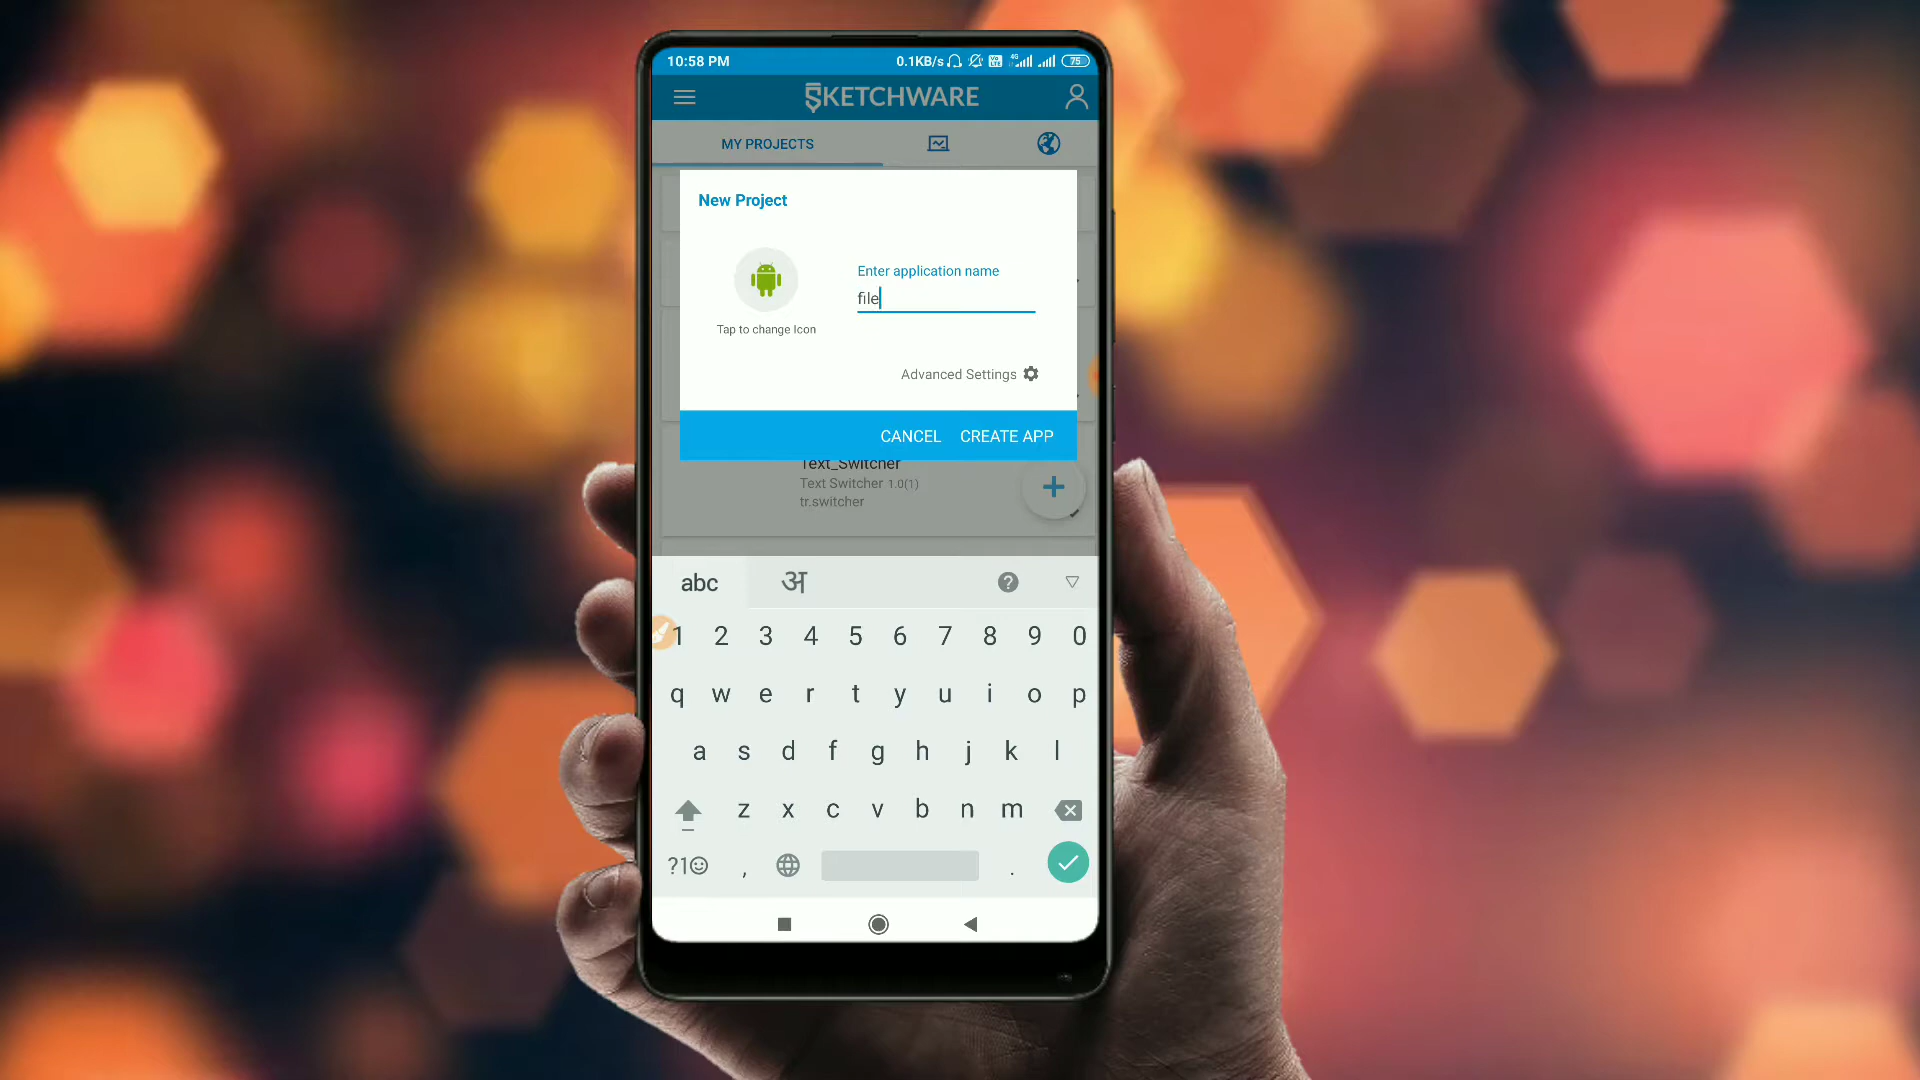 10:58 PM
0.1KB/s
4G
75
SKETCHWARE
MY PROJECTS
New Project
Enter application name
file
Tap to change Icon
Advanced Settings
CANCEL CREATE APP
Text_Switcher
Text Switcher 1.0(1)
tr.switcher
abc अ ?
1 2 3 4 5 6 7 8 9 0
q w e r t y u i o p
a s d f g h j k l
z x c v b n m
?1☺ , .